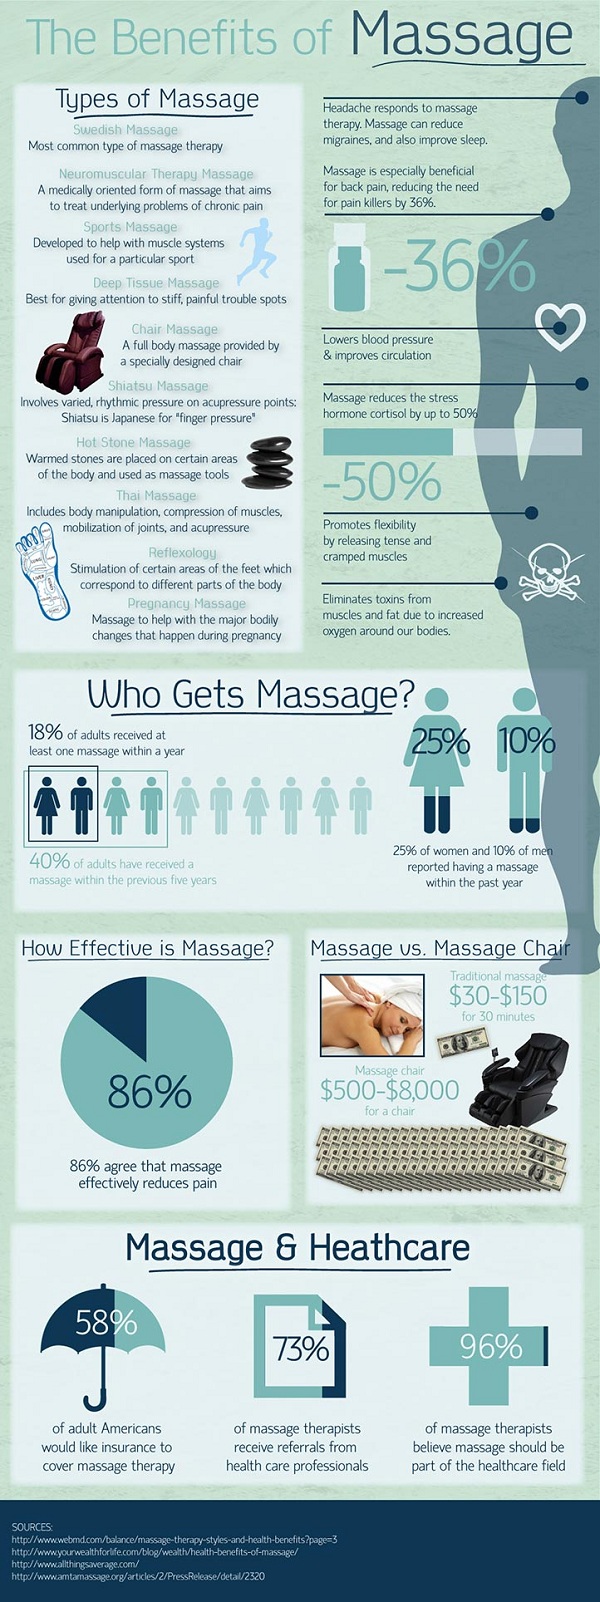 The Benefits of Massage
Types of Massage
Swedish Massage
Most common type of massage therapy
Neuromuscular Therapy Massage
A medically oriented form of massage that aims
to treat underlying problems of chronic pain
Sports Massage
Developed to help with muscle systems
used for a particular sport
Deep Tissue Massage
Best for giving attention to stiff, painful trouble spots
Chair Massage
A full body massage provided by
a specially designed chair
Shiatsu Massage
Involves varied, rhythmic pressure on acupressure points:
Shiatsu is Japanese for "finger pressure"
Hot Stone Massage
Warmed stones are placed on certain areas
of the body and used as massage tools
Thai Massage
Includes body manipulation, compression of muscles,
mobilization of joints, and acupressure
Reflexology
Stimulation of certain areas of the feet which
correspond to different parts of the body
Pregnancy Massage
Massage to help with the major bodily
changes that happen during pregnancy
Headache responds to massage
therapy. Massage can reduce
migraines, and also improve sleep.
Massage is especially beneficial
for back pain, reducing the need
for pain killers by 36%.
-36%
Lowers blood pressure
& improves circulation
Massage reduces the stress
hormone cortisol by up to 50%
-50%
Promotes flexibility
by releasing tense and
cramped muscles
Eliminates toxins from
muscles and fat due to increased
oxygen around our bodies.
Who Gets Massage?
18% of adults received at
least one massage within a year
40% of adults have received a
massage within the previous five years
25%
10%
25% of women and 10% of men
reported having a massage
within the past year
How Effective is Massage?
86%
86% agree that massage
effectively reduces pain
Massage vs. Massage Chair
Traditional massage
$30-$150
for 30 minutes
Massage chair
$500-$8,000
for a chair
Massage & Heathcare
58%
of adult Americans
would like insurance to
cover massage therapy
73%
of massage therapists
receive referrals from
health care professionals
96%
of massage therapists
believe massage should be
part of the healthcare field
SOURCES:
http://www.webmd.com/balance/massage-therapy-styles-and-health-benefits?page=3
http://www.yourwealthforlife.com/blog/wealth/health-benefits-of-massage/
http://www.allthingsaverage.com/
http://www.amtamassage.org/articles/2/PressRelease/detail/2320